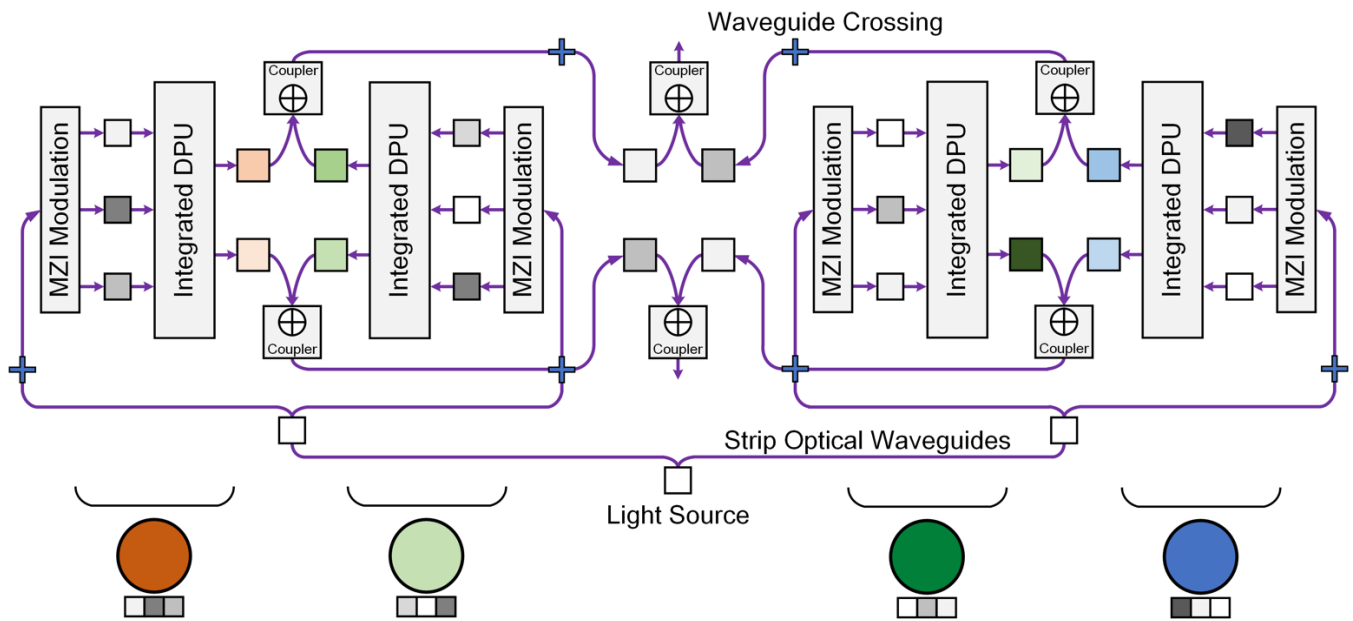 Waveguide Crossing
Coupler
Coupler
Coupler
MZI Modulation
Integrated DPU
Integrated DPU
MZI Modulation
MZI Modulation
Integrated DPU
Integrated DPU
MZI Modulation
Coupler
Coupler
Coupler
Strip Optical Waveguides
Light Source